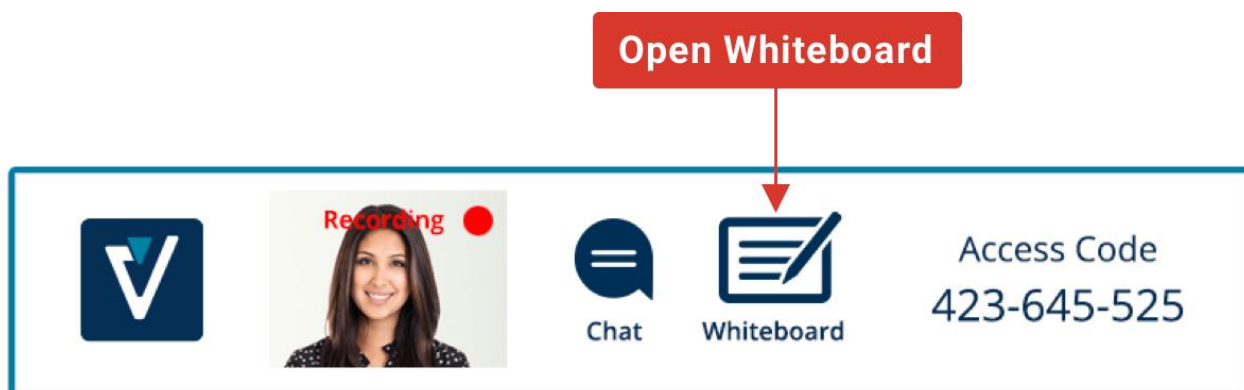 Open Whiteboard
Recording
Chat
Whiteboard
Access Code
423-645-525